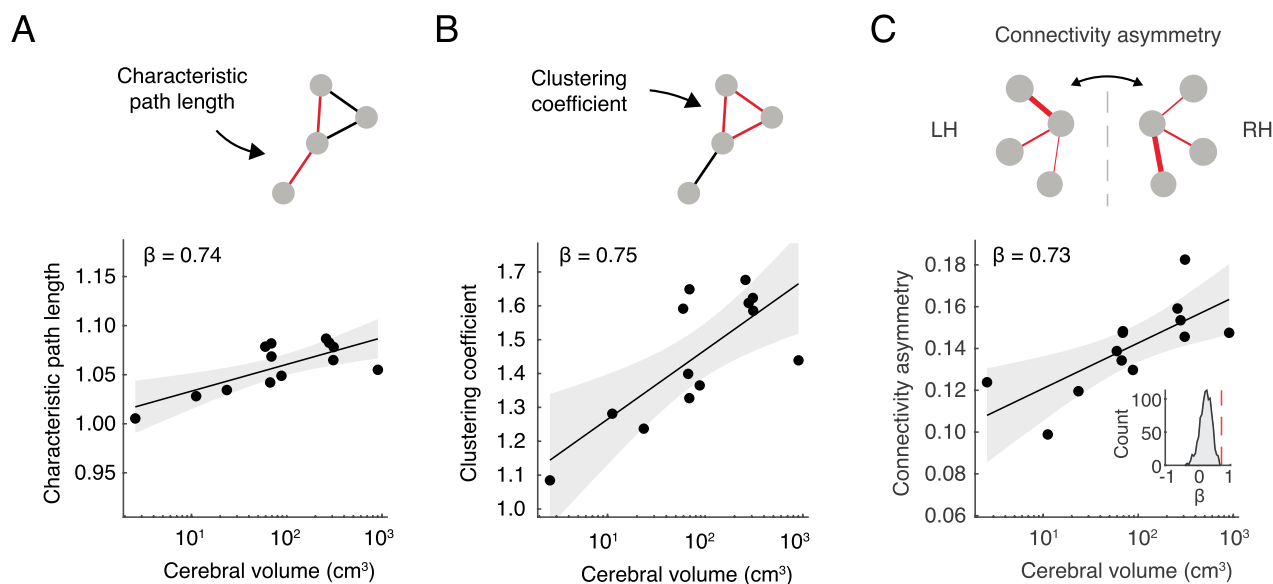 A
Characteristic
path length
β = 0.74
Characteristic path length
1.15
1.10
1.05
1.00
0.95
10¹
10²
10³
Cerebral volume (cm³)
B
Clustering
coefficient
β = 0.75
Clustering coefficient
1.7
1.6
1.5
1.4
1.3
1.2
1.1
1.0
10¹
10²
10³
Cerebral volume (cm³)
C
Connectivity asymmetry
LH
RH
β = 0.73
Connectivity asymmetry
0.18
0.16
0.14
0.12
0.10
0.08
0.06
Count
100
50
0
-1
0
1
β
10¹
10²
10³
Cerebral volume (cm³)